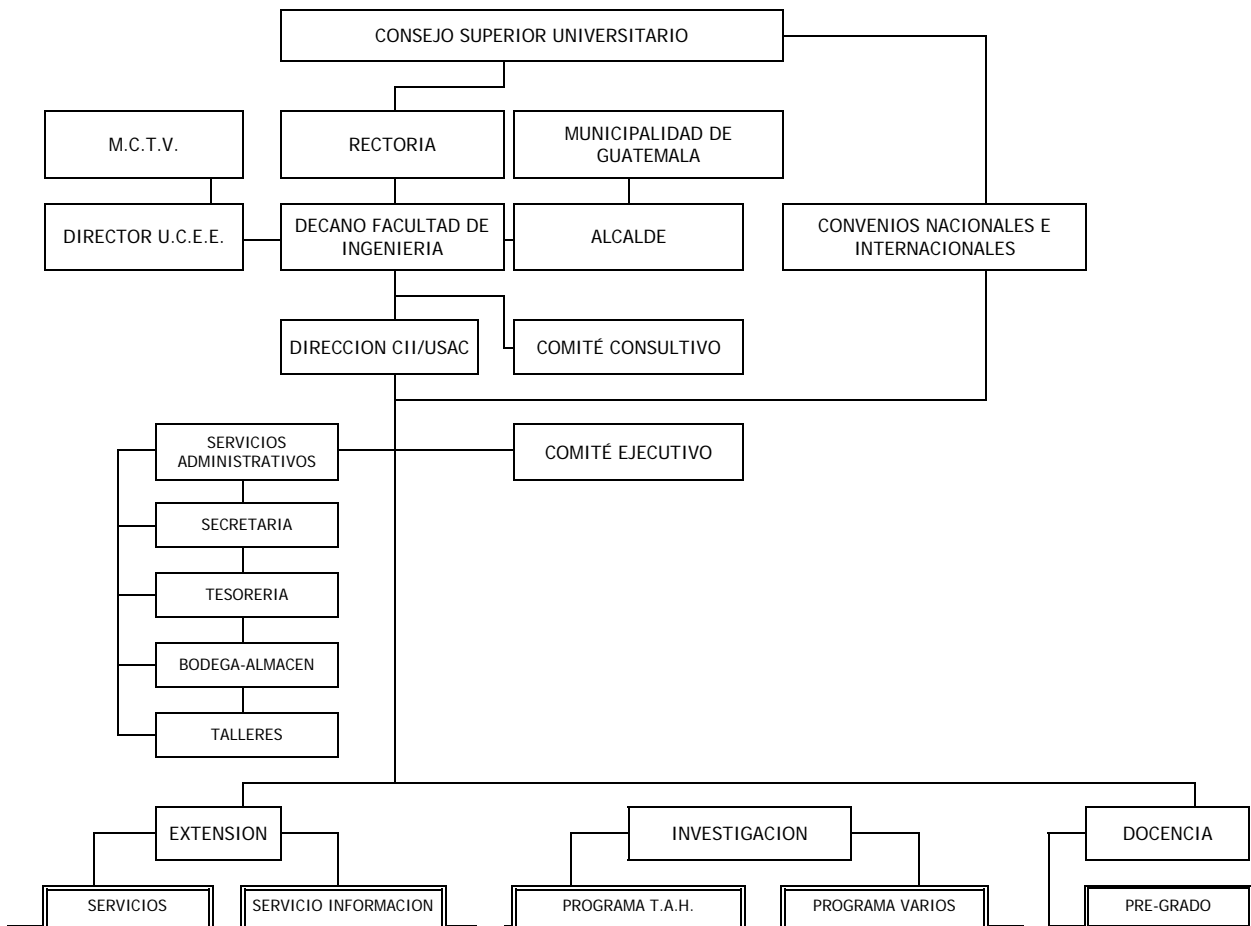 CONSEJO SUPERIOR UNIVERSITARIO
M.C.T.V.
RECTORIA
MUNICIPALIDAD DE
GUATEMALA
DIRECTOR U.C.E.E.
DECANO FACULTAD DE
INGENIERIA
ALCALDE
CONVENIOS NACIONALES E
INTERNACIONALES
DIRECCION CII/USAC
COMITÉ CONSULTIVO
SERVICIOS
ADMINISTRATIVOS
COMITÉ EJECUTIVO
SECRETARIA
TESORERIA
BODEGA-ALMACEN
TALLERES
EXTENSION
INVESTIGACION
DOCENCIA
SERVICIOS
SERVICIO INFORMACION
PROGRAMA T.A.H.
PROGRAMA VARIOS
PRE-GRADO